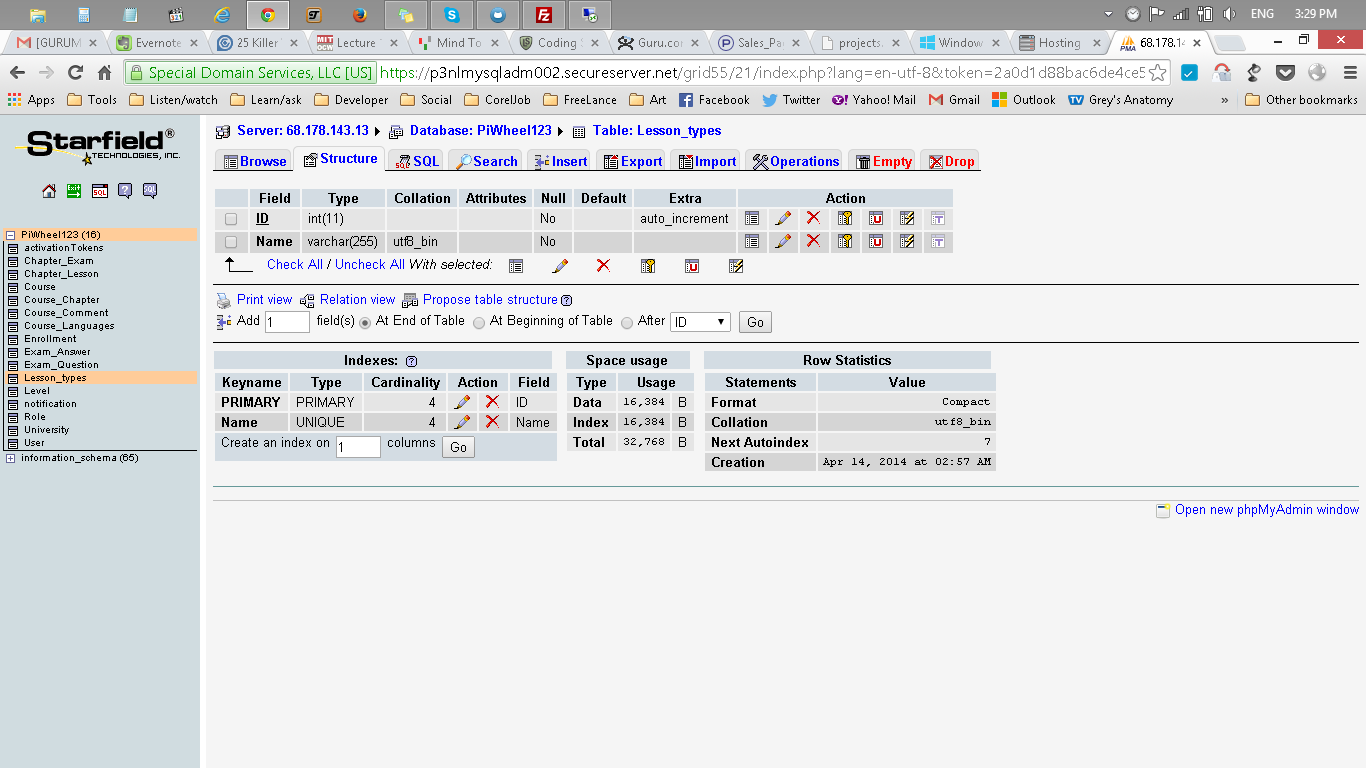 ENG 3:29 PM
[GURUM Evernote 25 Killer Lecture Mind To Coding Guru.con Sales_Pa projects. Window Hosting 68.178.14
Special Domain Services, LLC [US] https://p3nlmysqladm002.secureserver.net/grid55/21/index.php?lang=en-utf-8&token=2a0d1d88bac6de4ce5
Apps Tools Listen/watch Learn/ask Developer Social CorelJob FreeLance Art Facebook Twitter Yahoo! Mail Gmail Outlook Grey's Anatomy » Other bookmarks
Starfield®
TECHNOLOGIES, INC.
PiWheel123 (16)
activationTokens
Chapter_Exam
Chapter_Lesson
Course
Course_Chapter
Course_Comment
Course_Languages
Enrollment
Exam_Answer
Exam_Question
Lesson_types
Level
notification
Role
University
User
information_schema (65)
Server: 68.178.143.13 Database: PiWheel123 Table: Lesson_types
Browse Structure SQL Search Insert Export Import Operations Empty Drop
Field Type Collation Attributes Null Default Extra Action
ID int(11) No auto_increment
Name varchar(255) utf8_bin No
Check All / Uncheck All With selected:
Print view Relation view Propose table structure
Add 1 field(s) At End of Table At Beginning of Table After ID Go
Indexes:
Keyname Type Cardinality Action Field
PRIMARY PRIMARY 4 ID
Name UNIQUE 4 Name
Create an index on 1 columns Go
Space usage
Type Usage
Data 16,384 B
Index 16,384 B
Total 32,768 B
Row Statistics
Statements Value
Format Compact
Collation utf8_bin
Next Autoindex 7
Creation Apr 14, 2014 at 02:57 AM
Open new phpMyAdmin window